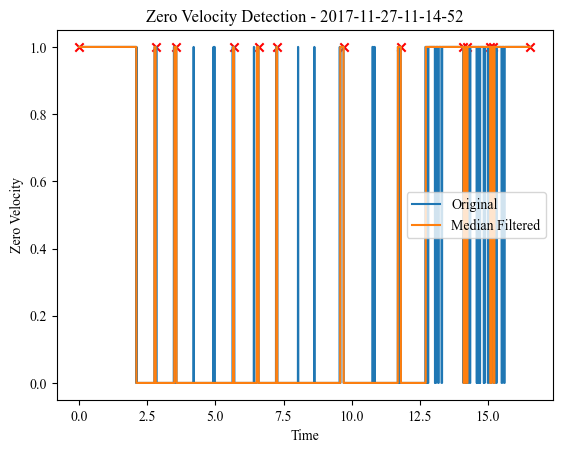 Zero Velocity Detection - 2017-11-27-11-14-52
1.0
0.8
0.6
0.4
0.2
0.0
Zero Velocity
Original
Median Filtered
0.0
2.5
5.0
7.5
10.0
12.5
15.0
Time